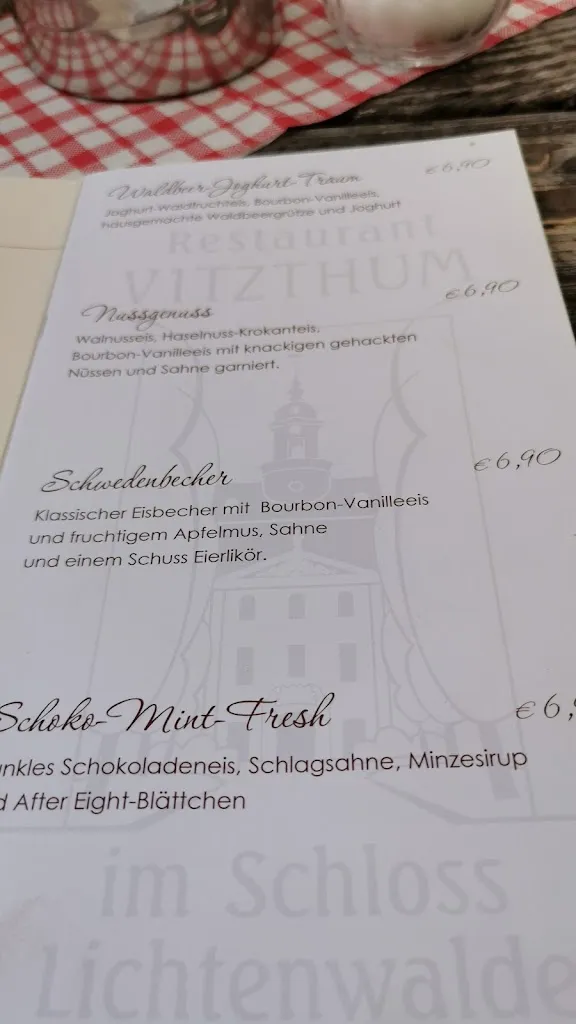 Waldbeer-Joghurt-Traum €6,90
Joghurt-Waldfruchteis, Bourbon-Vanilleeis,
hausgemachte Waldbeergrütze und Joghurt
Restaurant
VITZTHUM
Nussgenuss €6,90
Walnusseis, Haselnuss-Krokanteis,
Bourbon-Vanilleeis mit knackigen gehackten
Nüssen und Sahne garniert.
Schwedenbecher €6,90
Klassischer Eisbecher mit Bourbon-Vanilleeis
und fruchtigem Apfelmus, Sahne
und einem Schuss Eierlikör.
Schoko-Mint-Fresh €6,
nkles Schokoladeneis, Schlagsahne, Minzesirup
d After Eight-Blättchen
im Schloss
Lichtenwalde